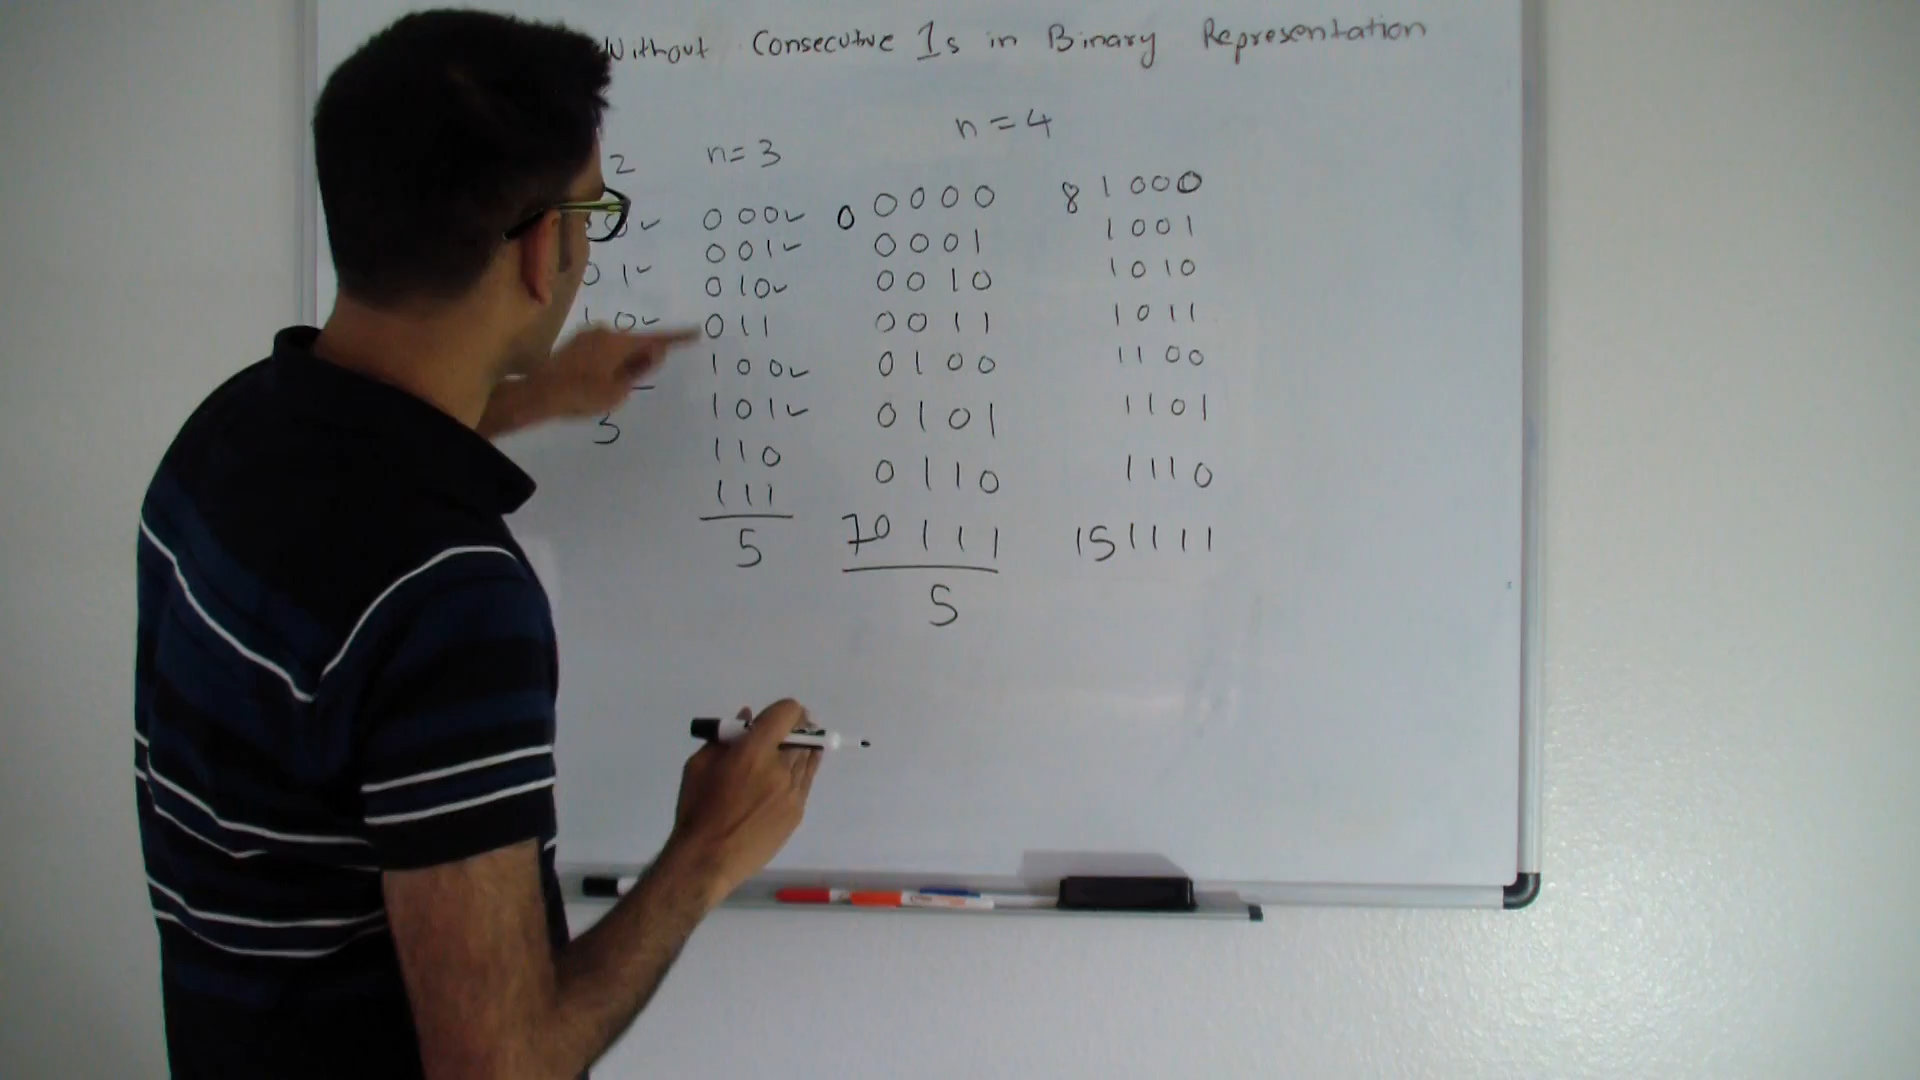 Without Consecutive 1s in Binary Representation
n=4
2 n=3
000✓ 0 0000 8 1000
001✓ 0001 1001
01✓ 010✓ 0010 1010
10✓ 011 0011 1011
100✓ 0100 1100
3 101✓ 0101 1101
110 0110 1110
111 7 0111 15 1111
5 5